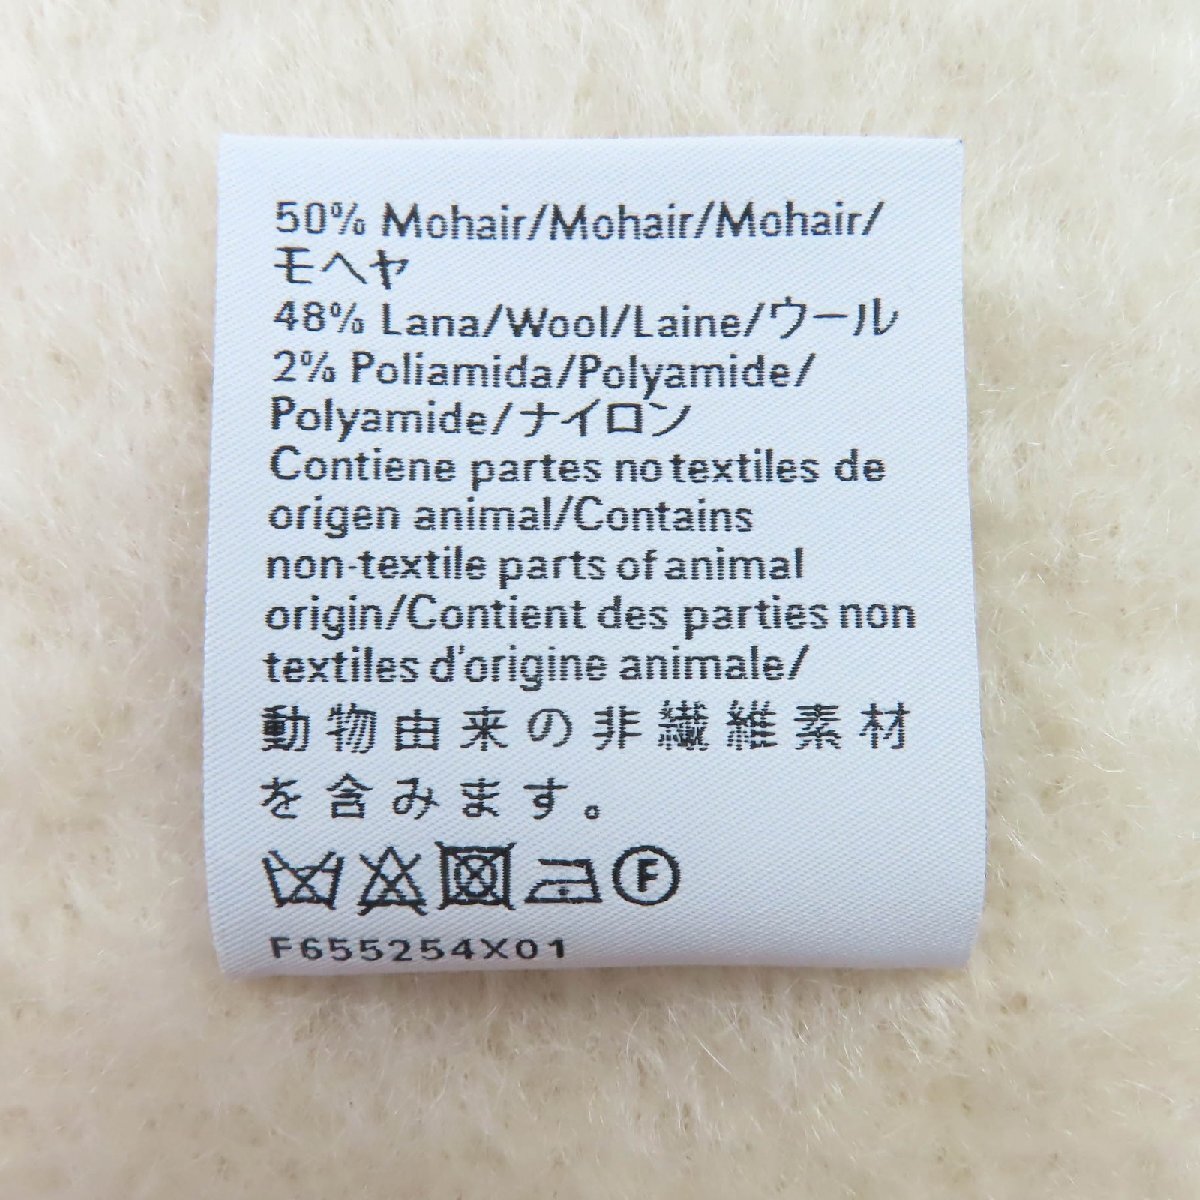 50% Mohair/Mohair/Mohair/
モヘヤ
48% Lana/Wool/Laine/ウール
2% Poliamida/Polyamide/
Polyamide/ナイロン
Contiene partes no textiles de
origen animal/Contains
non-textile parts of animal
origin/Contient des parties non
textiles d'origine animale/
動物由来の非繊維素材
を含みます。
F
F655254X01